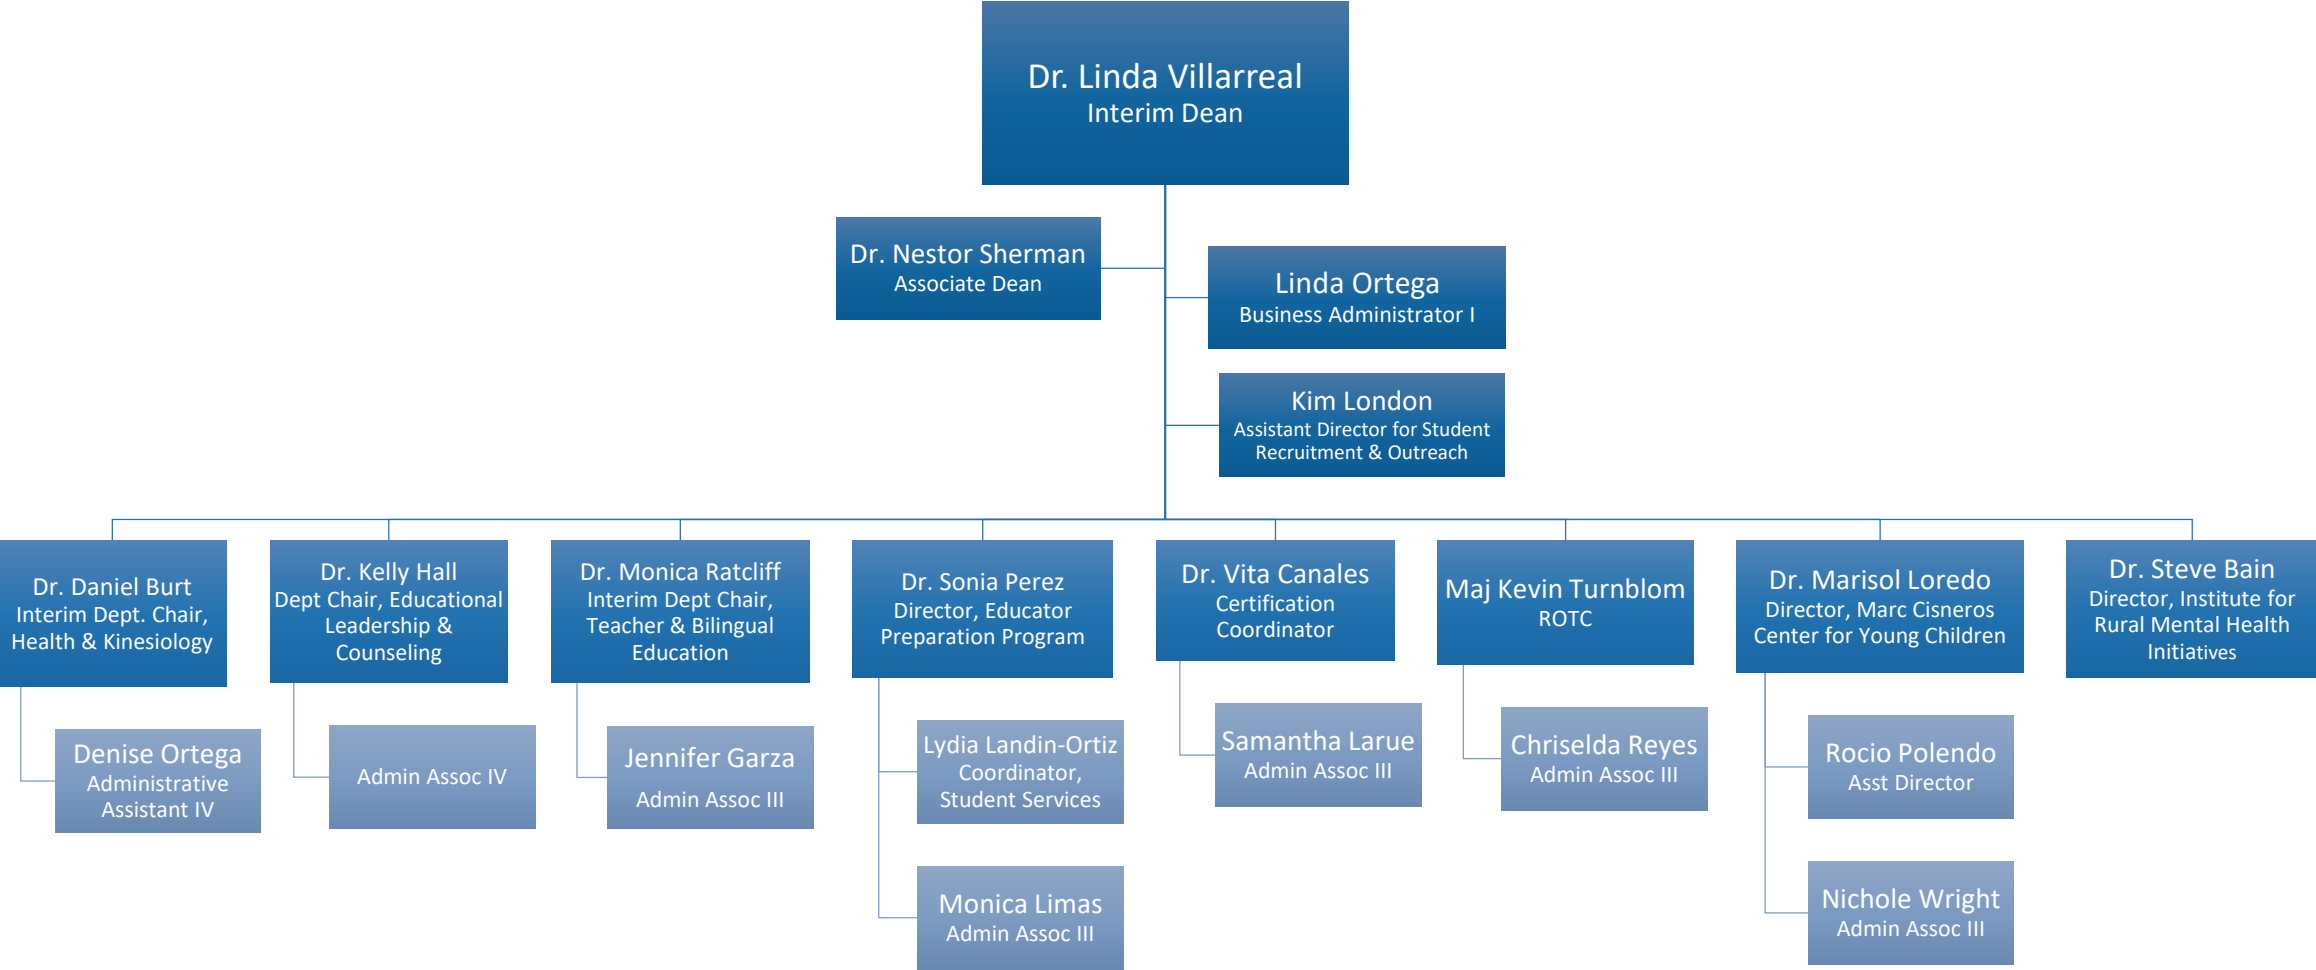 Dr. Linda Villarreal
Interim Dean
Dr. Nestor Sherman
Associate Dean
Linda Ortega
Business Administrator I
Kim London
Assistant Director for Student
Recruitment & Outreach
Dr. Daniel Burt
Interim Dept. Chair,
Health & Kinesiology
Dr. Kelly Hall
Dept Chair, Educational
Leadership &
Counseling
Dr. Monica Ratcliff
Interim Dept Chair,
Teacher & Bilingual
Education
Dr. Sonia Perez
Director, Educator
Preparation Program
Dr. Vita Canales
Certification
Coordinator
Maj Kevin Turnblom
ROTC
Dr. Marisol Loredo
Director, Marc Cisneros
Center for Young Children
Dr. Steve Bain
Director, Institute for
Rural Mental Health
Initiatives
Denise Ortega
Administrative
Assistant IV
Admin Assoc IV
Jennifer Garza
Admin Assoc III
Lydia Landin-Ortiz
Coordinator,
Student Services
Monica Limas
Admin Assoc III
Samantha Larue
Admin Assoc III
Chriselda Reyes
Admin Assoc III
Rocio Polendo
Asst Director
Nichole Wright
Admin Assoc III